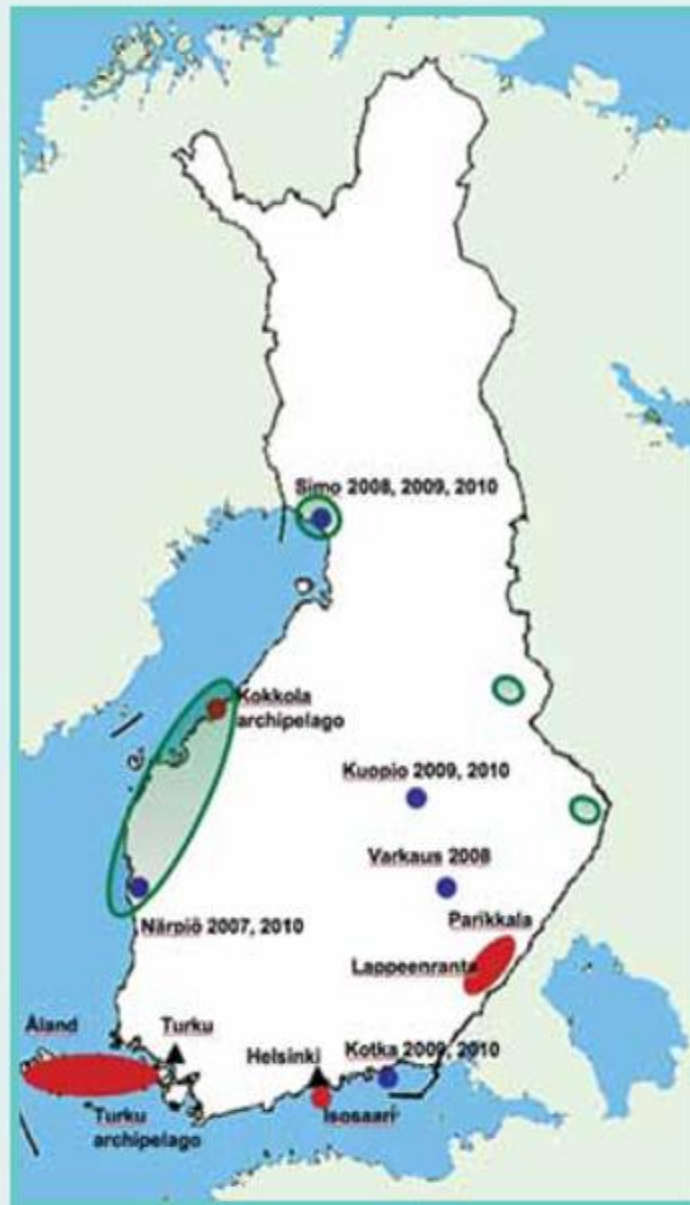 Simo 2008, 2009, 2010
Kokkola
archipelago
Kuopio 2009, 2010
Varkaus 2008
Parikkala
Närpiö 2007, 2010
Lappeenranta
Åland
Turku
Helsinki
Kotka 2009, 2010
Turku
archipelago
Isosaari